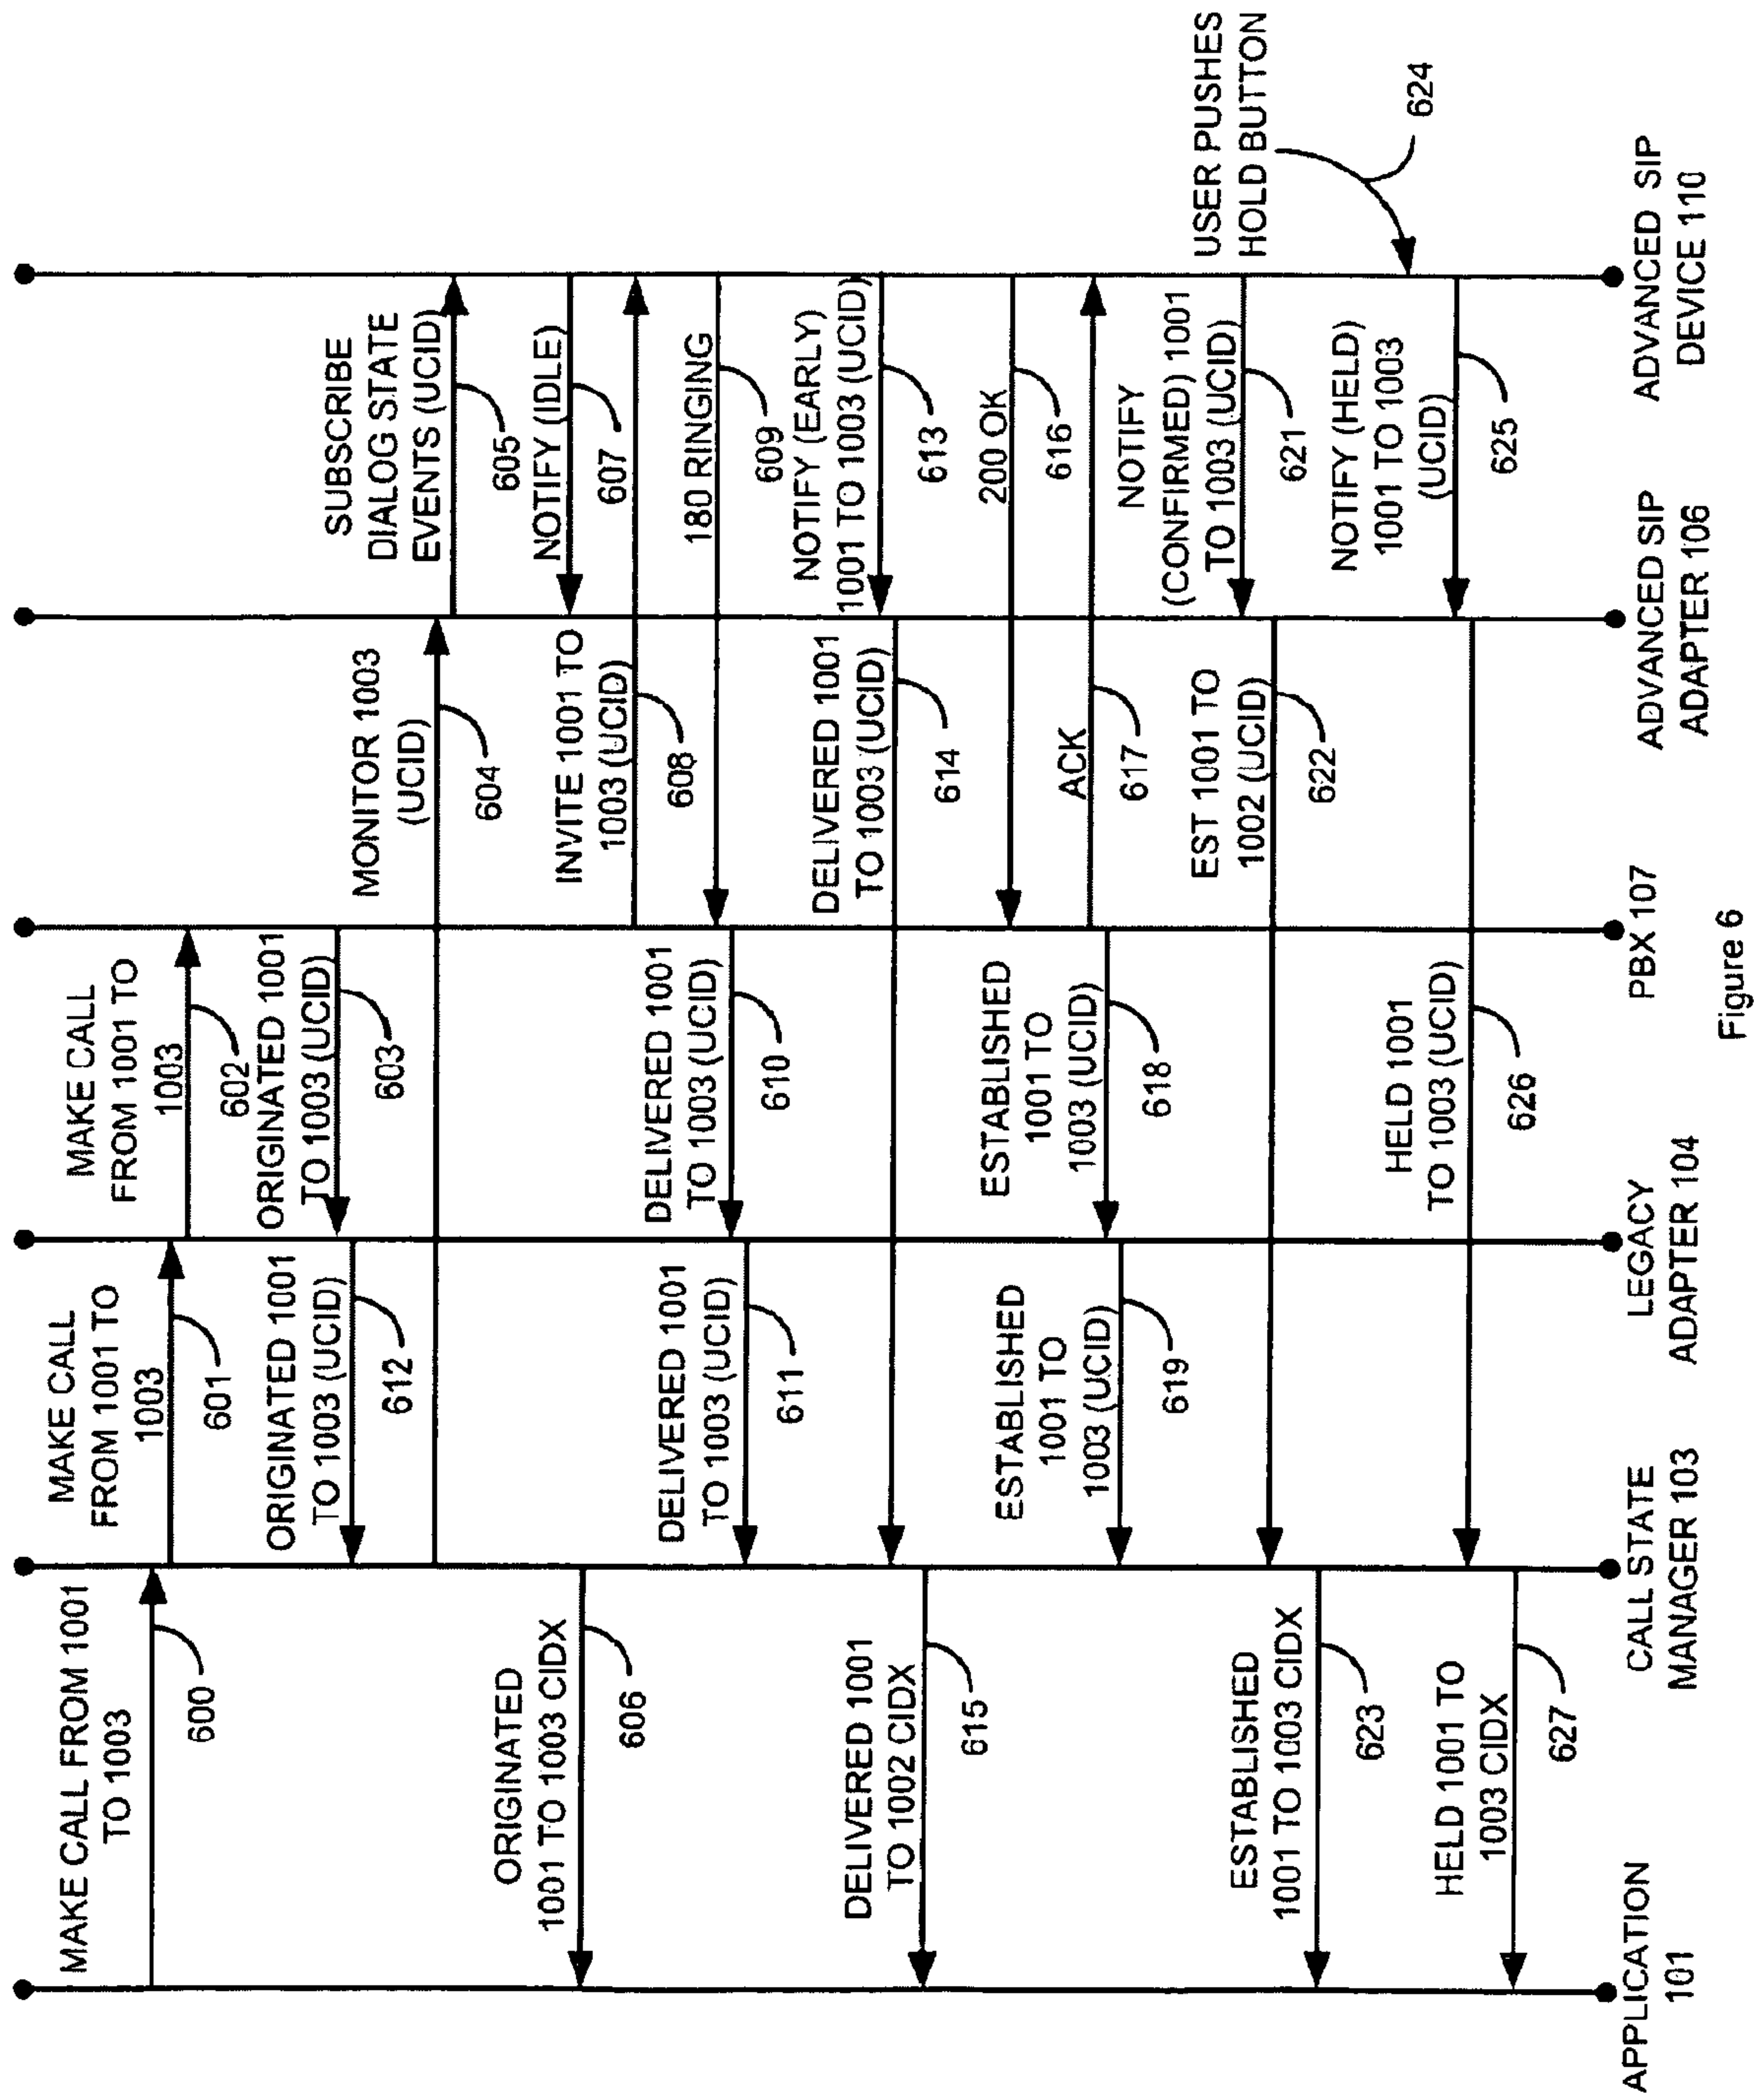 MAKE CALL FROM 1001
TO 1003
600
MAKE CALL
FROM 1001 TO
1003
601
MAKE CALL
FROM 1001 TO
1003
602
ORIGINATED 1001
TO 1003 (UCID)
603
ORIGINATED 1001
TO 1003 (UCID)
612
MONITOR 1003
(UCID)
604
SUBSCRIBE
DIALOG STATE
EVENTS (UCID)
605
NOTIFY (IDLE)
607
ORIGINATED
1001 TO 1003 CIDX
606
INVITE 1001 TO
1003 (UCID)
608
180 RINGING
609
DELIVERED 1001
TO 1003 (UCID)
610
DELIVERED 1001
TO 1003 (UCID)
611
NOTIFY (EARLY)
1001 TO 1003 (UCID)
613
DELIVERED 1001
TO 1003 (UCID)
614
DELIVERED 1001
TO 1002 CIDX
615
200 OK
616
ACK
617
ESTABLISHED
1001 TO
1003 (UCID)
618
ESTABLISHED
1001 TO
1003 (UCID)
619
NOTIFY
(CONFIRMED) 1001
TO 1003 (UCID)
621
EST 1001 TO
1002 (UCID)
622
ESTABLISHED
1001 TO 1003 CIDX
623
USER PUSHES
HOLD BUTTON
624
NOTIFY (HELD)
1001 TO 1003
(UCID)
625
HELD 1001
TO 1003 (UCID)
626
HELD 1001 TO
1003 CIDX
627
APPLICATION
101
CALL STATE
MANAGER 103
LEGACY
ADAPTER 104
PBX 107
ADVANCED SIP
ADAPTER 106
ADVANCED SIP
DEVICE 110
Figure 6